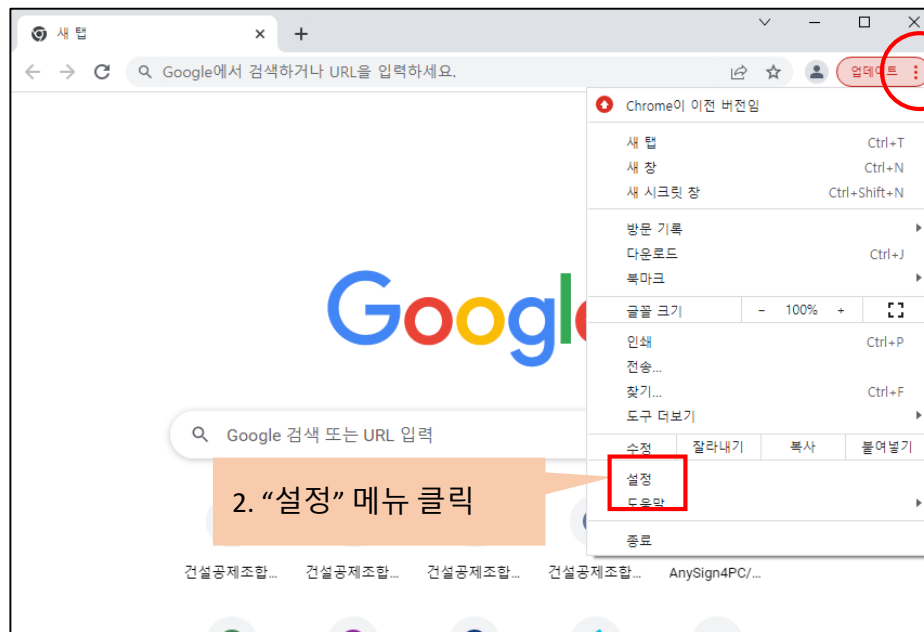 새 탭
Google에서 검색하거나 URL을 입력하세요.
업데이트
Chrome이 이전 버전임
새 탭 Ctrl+T
새 창 Ctrl+N
새 시크릿 창 Ctrl+Shift+N
방문 기록
다운로드 Ctrl+J
북마크
글꼴 크기 - 100% +
인쇄 Ctrl+P
전송...
찾기... Ctrl+F
도구 더보기
수정 잘라내기 복사 붙여넣기
설정
도움말
종료
Google
Google 검색 또는 URL 입력
2. “설정” 메뉴 클릭
건설공제조합... 건설공제조합... 건설공제조합... 건설공제조합... AnySign4PC/...